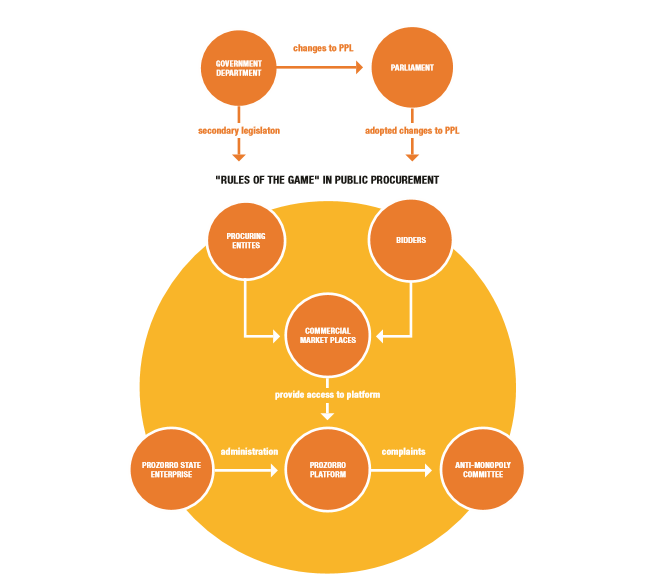 changes to PPL
GOVERNMENT
DEPARTMENT
PARLIAMENT
secondary legislaton
adopted changes to PPL
"RULES OF THE GAME" IN PUBLIC PROCUREMENT
PROCURING
ENTITES
BIDDERS
COMMERCIAL
MARKET PLACES
provide access to platform
administration
complaints
PROZORRO STATE
ENTERPRISE
PROZORRO
PLATFORM
ANTI-MONOPOLY
COMMITTEE